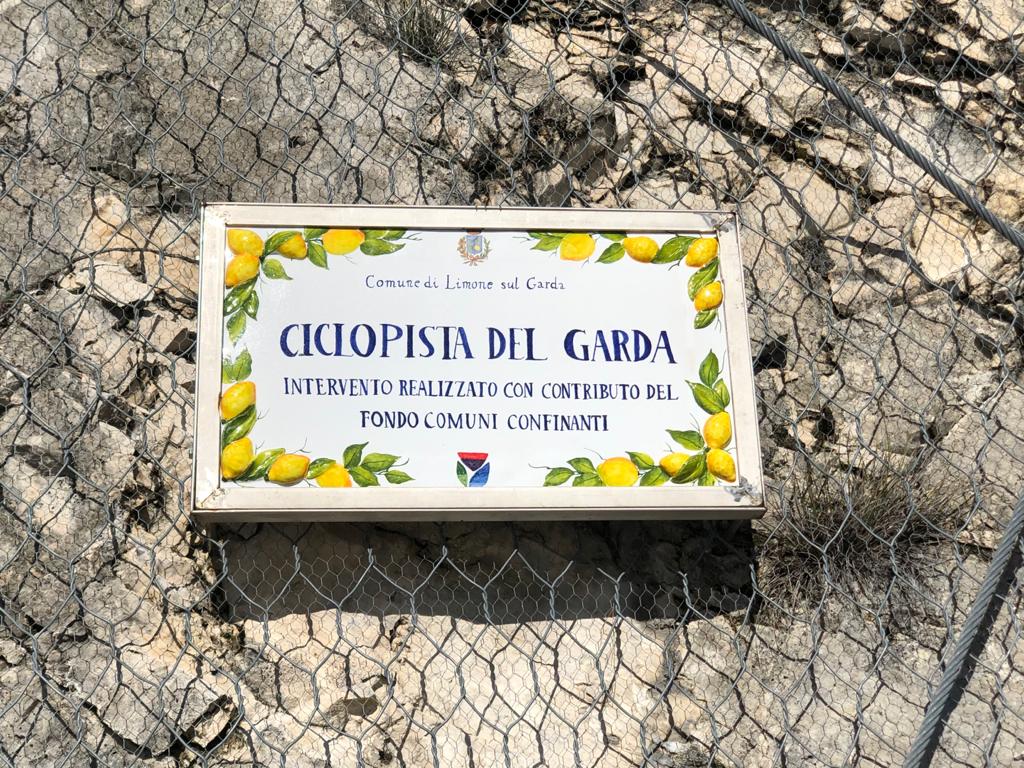 Comune di Limone sul Garda
CICLOPISTA DEL GARDA
INTERVENTO REALIZZATO CON CONTRIBUTO DEL
FONDO COMUNI CONFINANTI